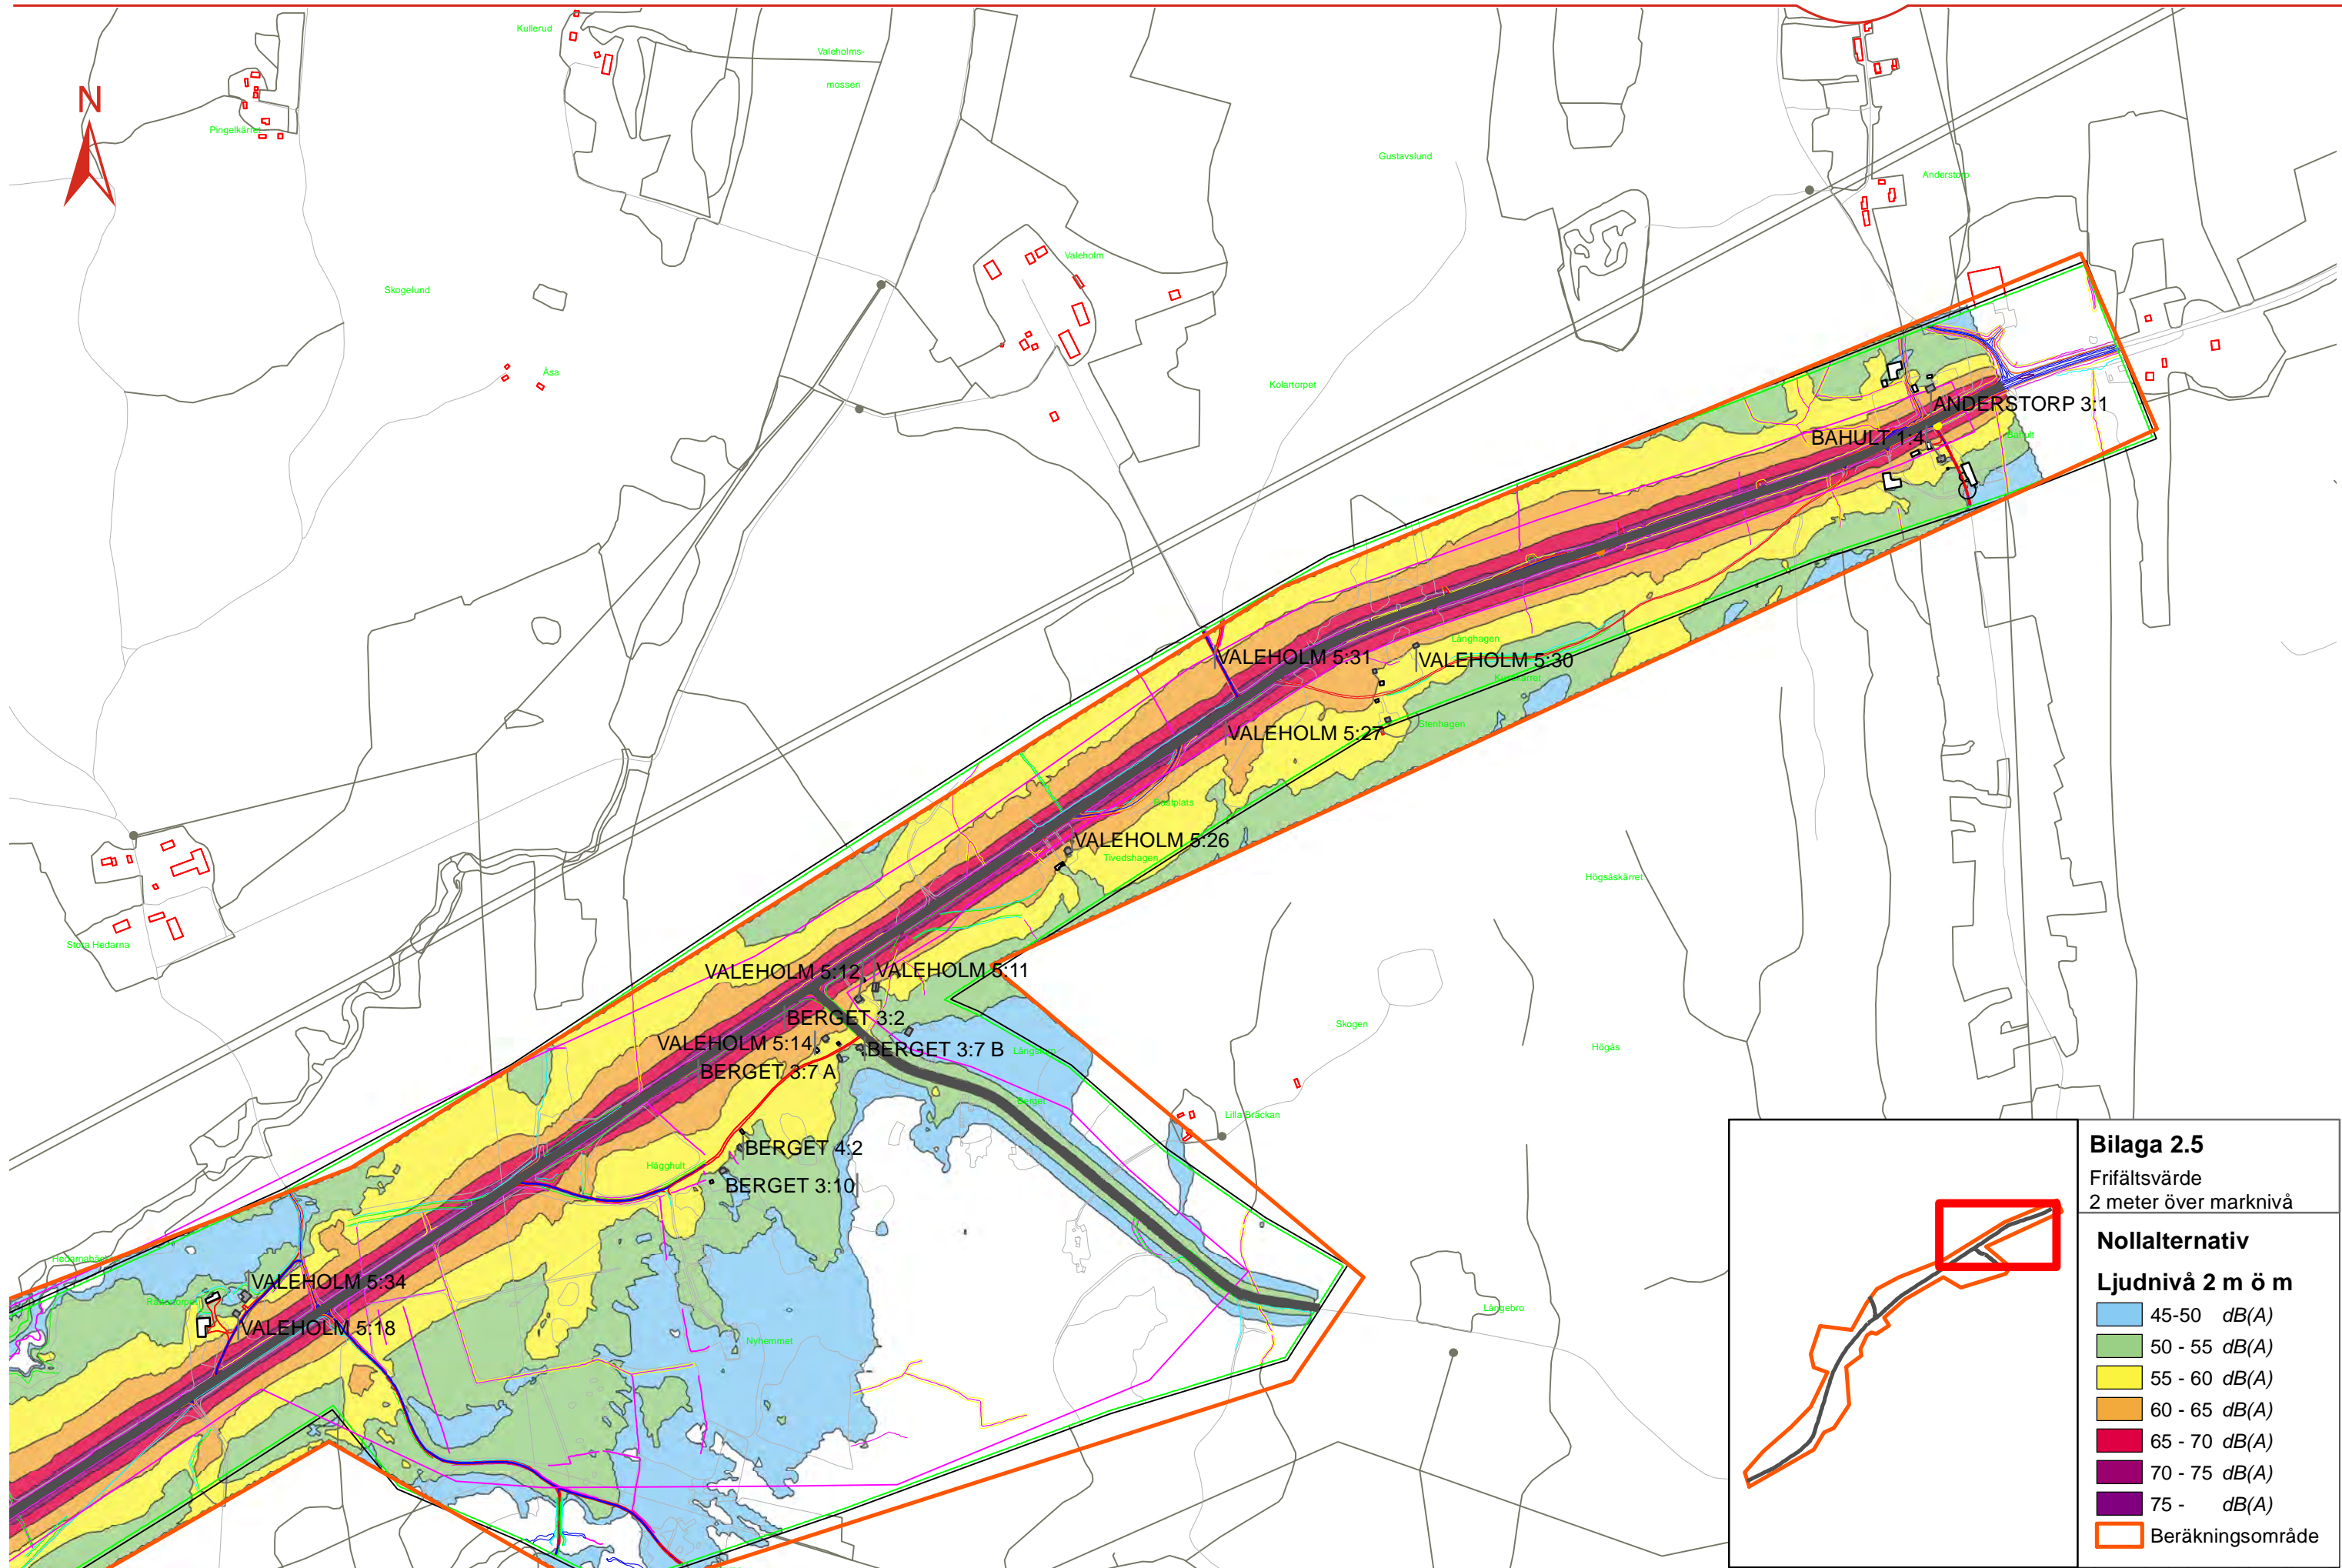 Kullerud
Valeholms-
mossen
N
Pingelkärret
Gustavslund
Anderstorp
Valeholm
Skogelund
Åsa
Kolartorpet
ANDERSTORP 3:1
BAHULT 1:4
Bahult
Långhagen
VALEHOLM 5:31
VALEHOLM 5:30
Stenhagen
VALEHOLM 5:27
Rastplats
VALEHOLM 5:26
Tivedshagen
Högsåskärret
Stora Hedarna
VALEHOLM 5:12
VALEHOLM 5:11
BERGET 3:2
Skogen
VALEHOLM 5:14
BERGET 3:7 B
Högås
BERGET 3:7 A
Berget
Lilla Bräckan
BERGET 4:2
Hägghult
BERGET 3:10
VALEHOLM 5:34
VALEHOLM 5:18
Långebro
Nyhemmet
Bilaga 2.5
Frifältsvärde
2 meter över marknivå
Nollalternativ
Ljudnivå 2 m ö m
45-50 dB(A)
50 - 55 dB(A)
55 - 60 dB(A)
60 - 65 dB(A)
65 - 70 dB(A)
70 - 75 dB(A)
75 - dB(A)
Beräkningsområde